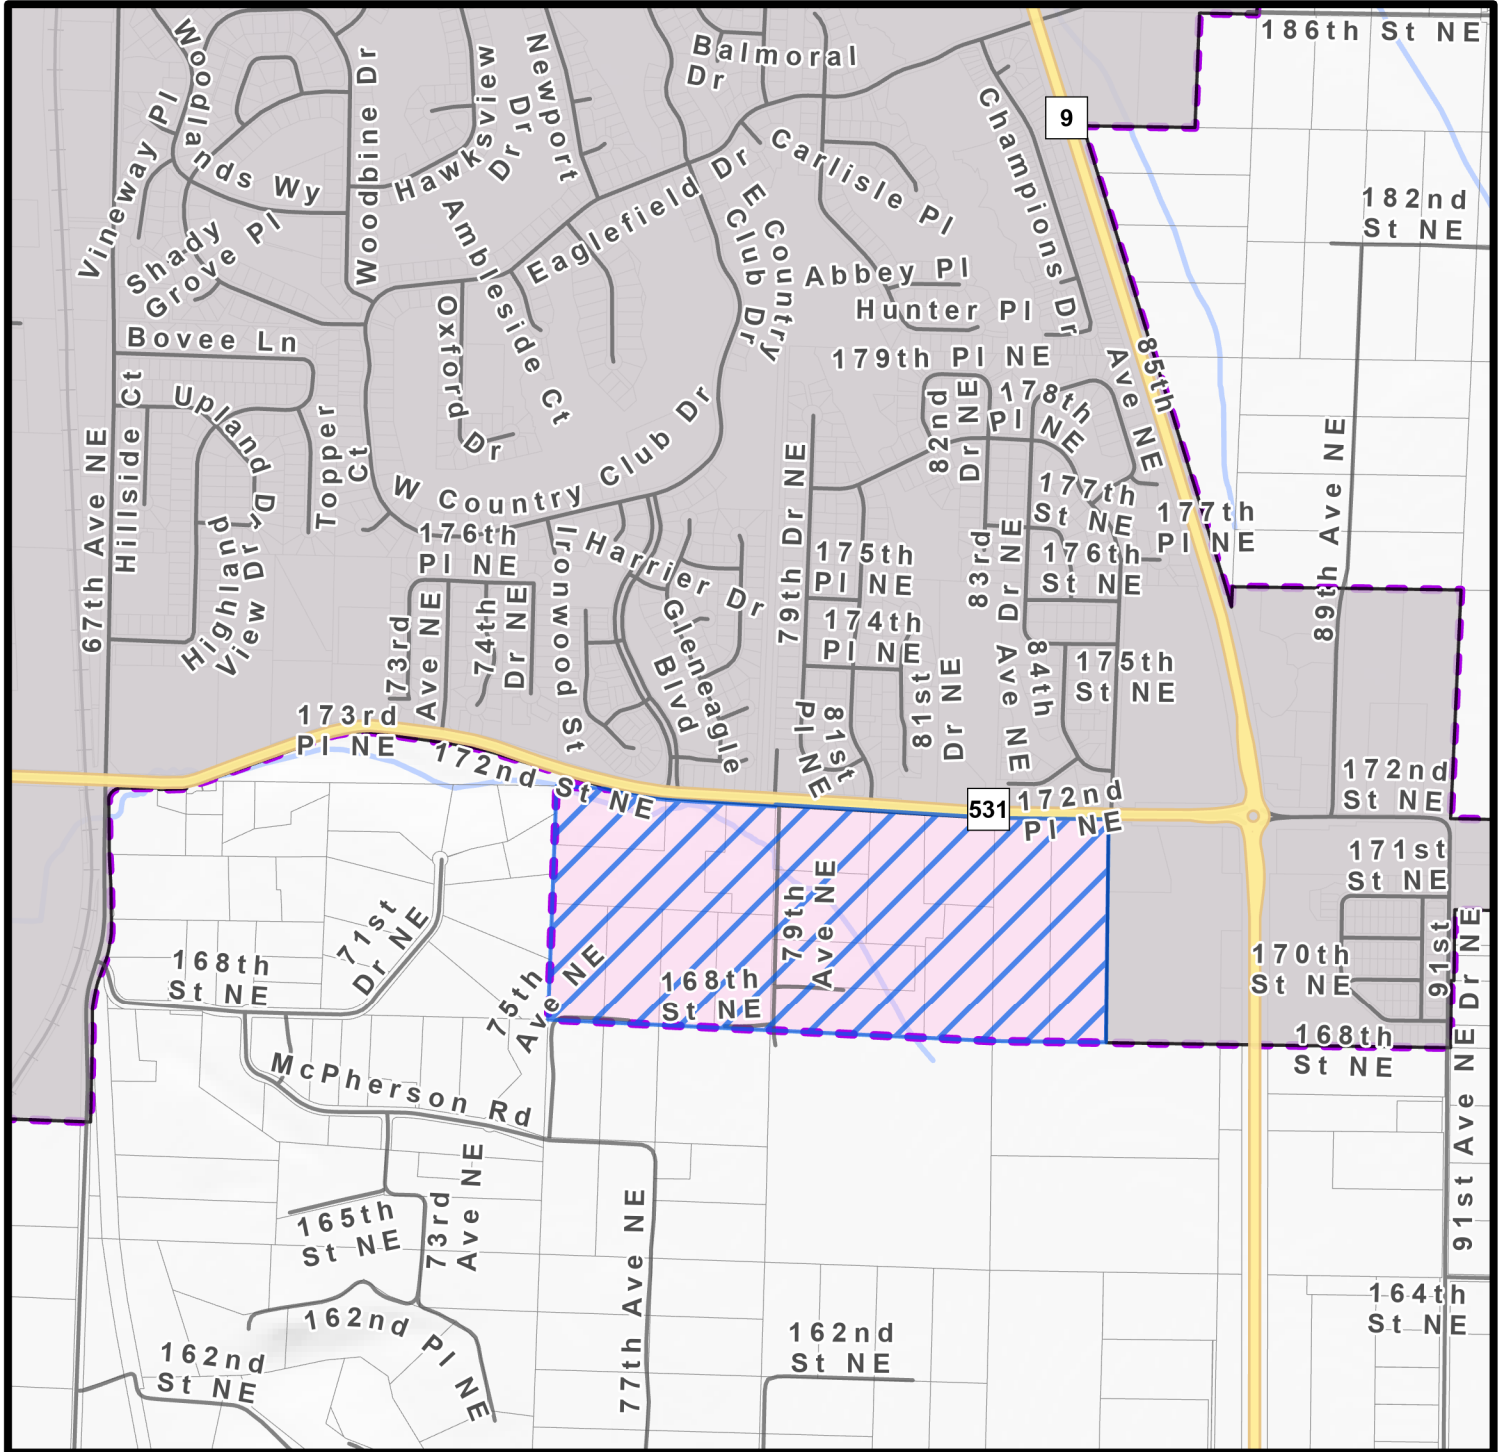 186th St NE
Walpo
ands Wy
Vineway Pl
Woodbine Dr
Hawksview
Dr
Newport
Dr
Balmoral
Dr
Champions Dr
9
182nd
St NE
Carlisle Pl
Shady
Grove Pl
Ambleside Ct
Eaglefield Dr
E Country
Club Dr
Abbey Pl
Hunter Pl
Bovee Ln
Oxford
Dr
179th Pl NE
85th
Ave NE
Hillside Ct
Upland
Dr
Topper
Ct
W Country Club Dr
82nd
Dr NE
178th
Pl NE
67th Ave NE
Highland
View Dr
176th
Pl NE
Ironwood St
Harrier Dr
79th Dr NE
177th
St NE
177th
Pl NE
89th Ave NE
175th
Pl NE
83rd
Dr NE
176th
St NE
73rd
Ave NE
74th
Dr NE
Gleneagle
Blvd
174th
Pl NE
81st
Dr NE
84th
Ave NE
175th
St NE
81st
Pl NE
173rd
Pl NE
172nd St NE
531
172nd
Pl NE
172nd
St NE
171st
St NE
79th
Ave NE
71st
Dr NE
168th
St NE
75th
Ave NE
168th
St NE
170th
St NE
91st
Dr NE
168th
St NE
McPherson Rd
91st Ave NE
165th
St NE
73rd
Ave NE
77th Ave NE
164th
St NE
162nd Pl NE
162nd
St NE
162nd
St NE